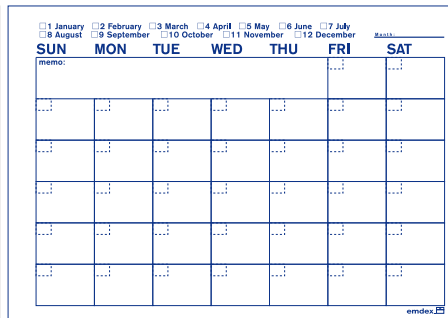 1 January 2 February 3 March 4 April 5 May 6 June 7 July
8 August 9 September 10 October 11 November 12 December Month:
SUN MON TUE WED THU FRI SAT
memo:
emdex